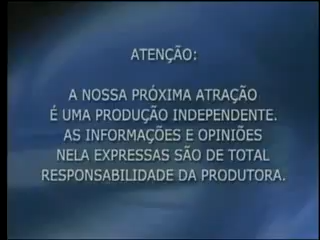 ATENÇÃO:
A NOSSA PRÓXIMA ATRAÇÃO
É UMA PRODUÇÃO INDEPENDENTE.
AS INFORMAÇÕES E OPINIÕES
NELA EXPRESSAS SÃO DE TOTAL
RESPONSABILIDADE DA PRODUTORA.